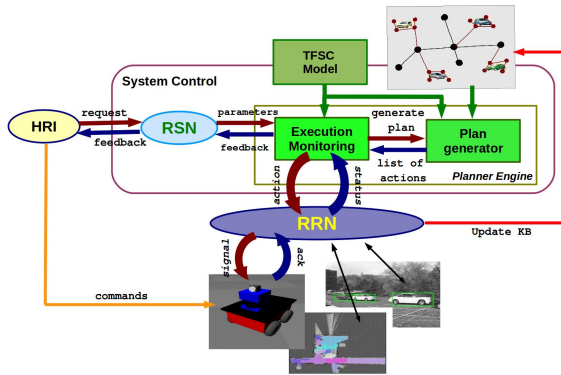 TFSC
Model
System Control
request
parameters
generate
plan
HRI
RSN
Execution
Monitoring
Plan
generator
feedback
feedback
list of
actions
Planner Engine
action
status
RRN
Update KB
signal
ack
commands